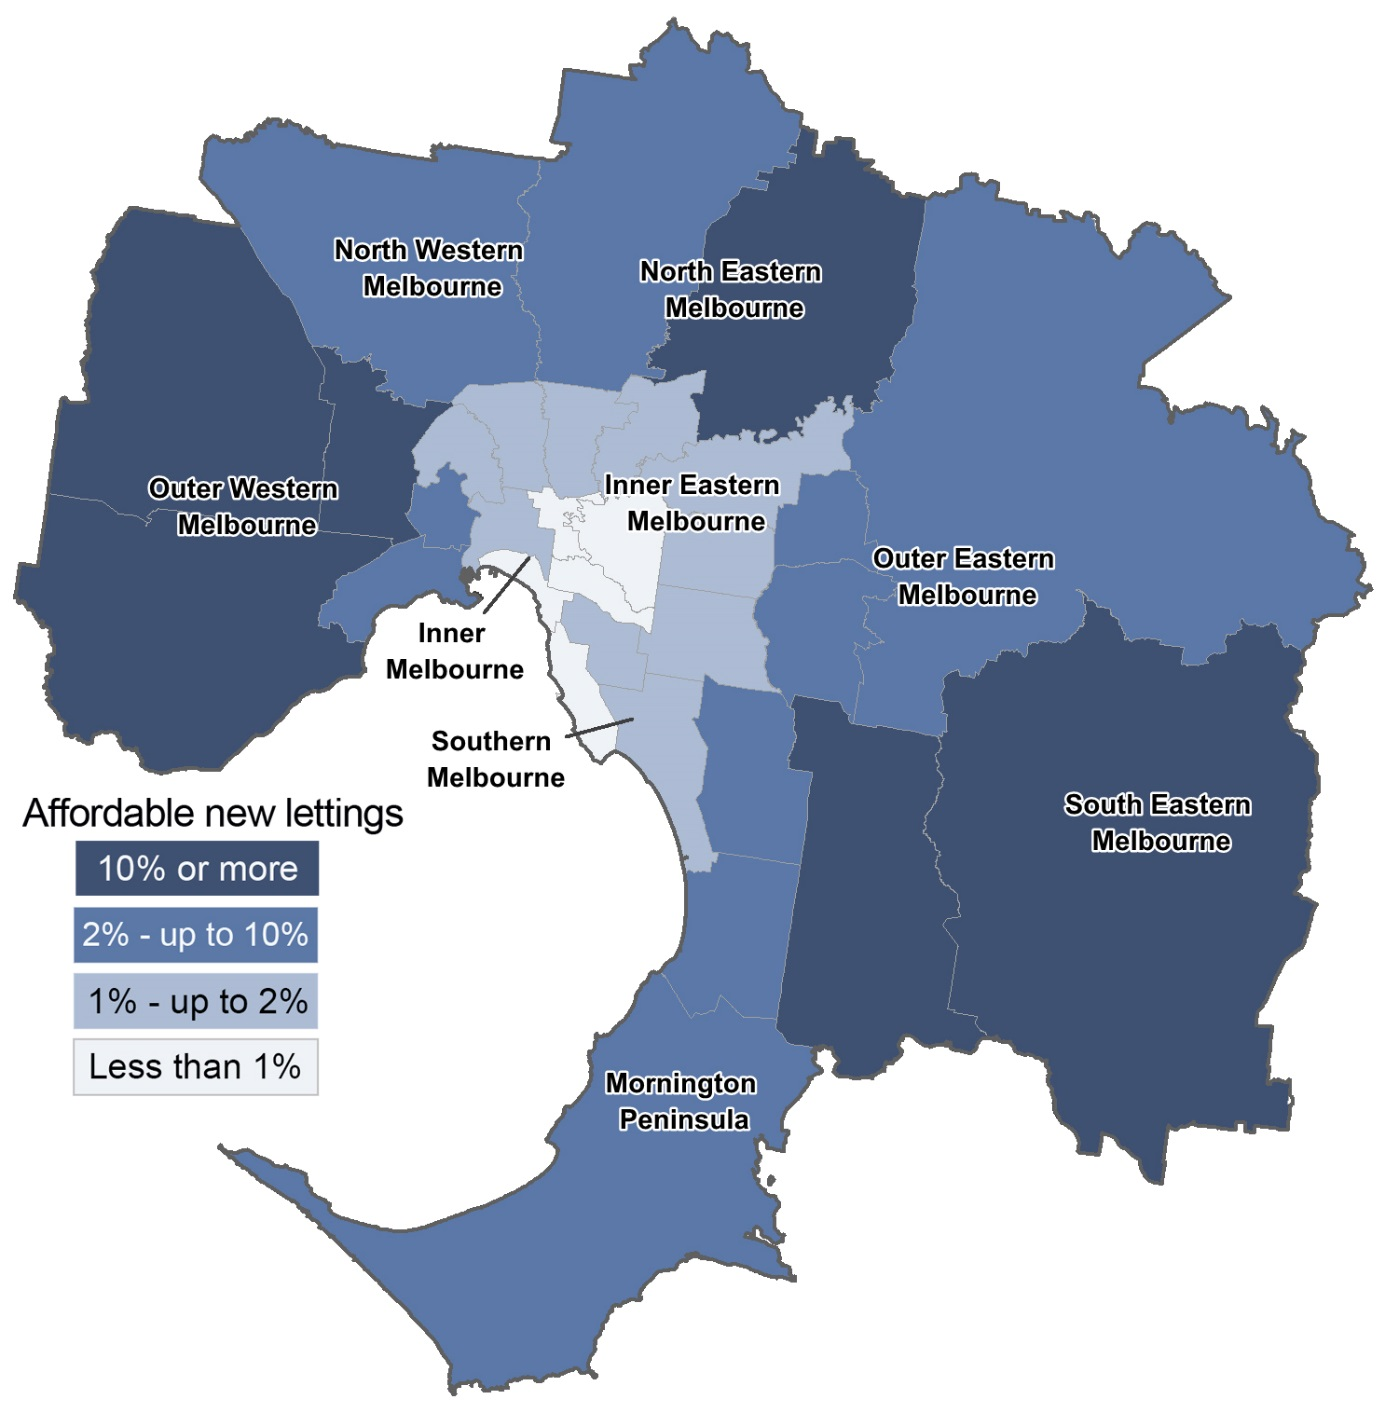 North Western
Melbourne
North Eastern
Melbourne
Outer Western
Melbourne
Inner Eastern
Melbourne
Outer Eastern
Melbourne
Inner
Melbourne
Southern
Melbourne
South Eastern
Melbourne
Affordable new lettings
10% or more
2% - up to 10%
1% - up to 2%
Less than 1%
Mornington
Peninsula